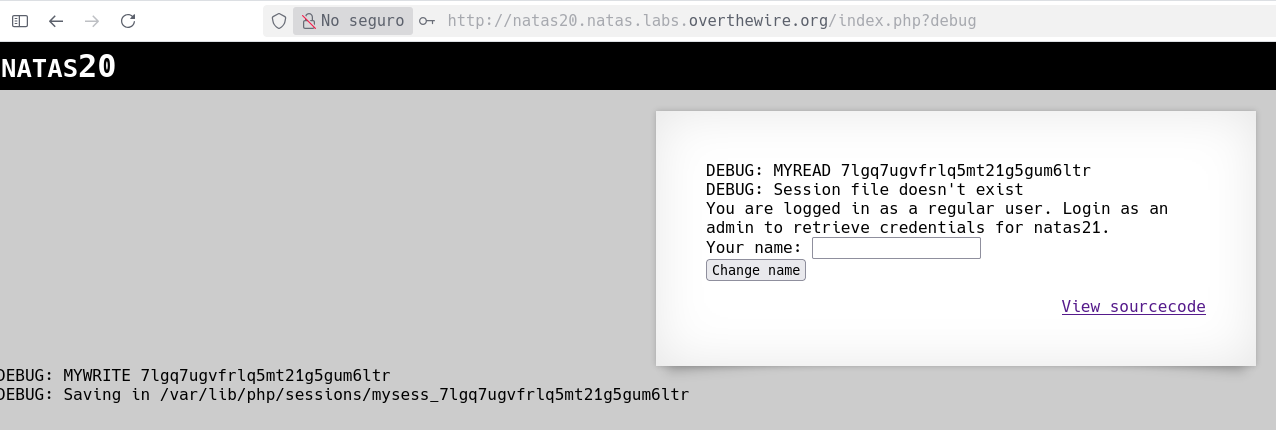 No seguro
http://natas20.natas.labs.overthewire.org/index.php?debug
NATAS20
DEBUG: MYREAD 7lgq7ugvfrlq5mt21g5gum6ltr
DEBUG: Session file doesn't exist
You are logged in as a regular user. Login as an
admin to retrieve credentials for natas21.
Your name:
Change name
View sourcecode
DEBUG: MYWRITE 7lgq7ugvfrlq5mt21g5gum6ltr
DEBUG: Saving in /var/lib/php/sessions/mysess_7lgq7ugvfrlq5mt21g5gum6ltr